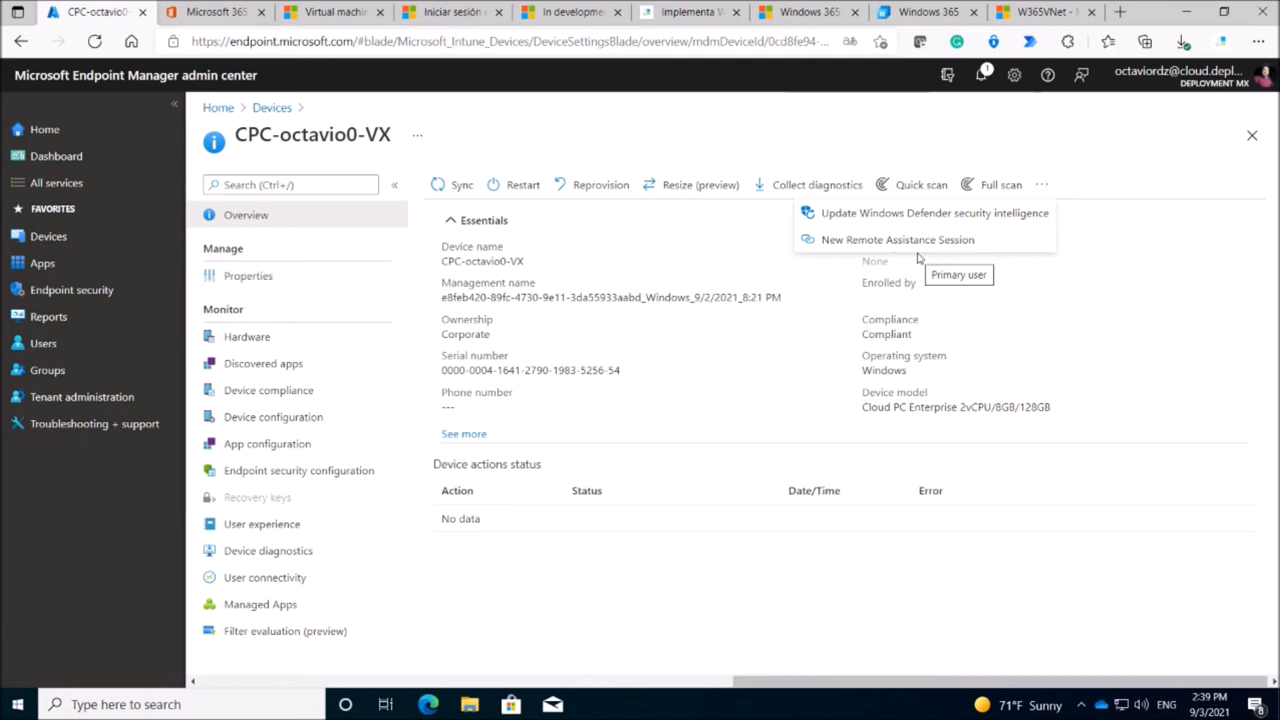 CPC-octavio0
Microsoft 365
Virtual machin
Iniciar sesión e
In developmen
Implementa W
Windows 365
Windows 365
W365VNet - M
https://endpoint.microsoft.com/#blade/Microsoft_Intune_Devices/DeviceSettingsBlade/overview/mdmDeviceId/0cd8fe94-...
Microsoft Endpoint Manager admin center
1
octaviordz@cloud.depl...
DEPLOYMENT MX
Home > Devices >
CPC-octavio0-VX ...
Home
Dashboard
All services
FAVORITES
Devices
Apps
Endpoint security
Reports
Users
Groups
Tenant administration
Troubleshooting + support
Search (Ctrl+/)
Overview
Manage
Properties
Monitor
Hardware
Discovered apps
Device compliance
Device configuration
App configuration
Endpoint security configuration
Recovery keys
User experience
Device diagnostics
User connectivity
Managed Apps
Filter evaluation (preview)
Sync Restart Reprovision Resize (preview) Collect diagnostics Quick scan Full scan ...
Update Windows Defender security intelligence
New Remote Assistance Session
Essentials
Device name
CPC-octavio0-VX
Management name
e8feb420-89fc-4730-9e11-3da55933aabd_Windows_9/2/2021_8:21 PM
Ownership
Corporate
Serial number
0000-0004-1641-2790-1983-5256-54
Phone number
---
See more
None
Primary user
Enrolled by
Compliance
Compliant
Operating system
Windows
Device model
Cloud PC Enterprise 2vCPU/8GB/128GB
Device actions status
Action Status Date/Time Error
No data
Type here to search
71°F Sunny
ENG
2:39 PM
9/3/2021
8